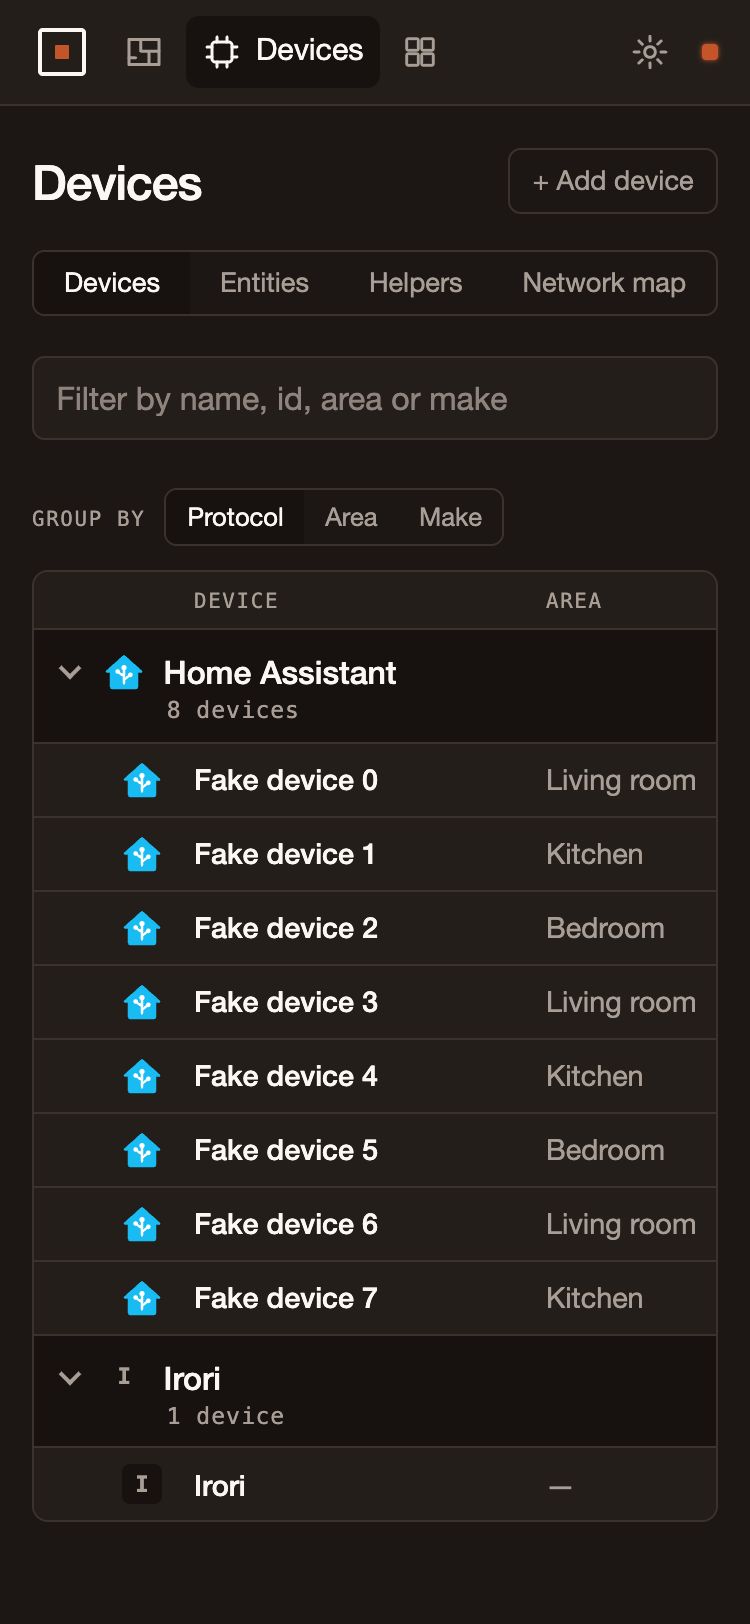 Devices
Devices
+ Add device
Devices Entities Helpers Network map
Filter by name, id, area or make
GROUP BY Protocol Area Make
DEVICE AREA
Home Assistant
8 devices
Fake device 0 Living room
Fake device 1 Kitchen
Fake device 2 Bedroom
Fake device 3 Living room
Fake device 4 Kitchen
Fake device 5 Bedroom
Fake device 6 Living room
Fake device 7 Kitchen
I Irori
1 device
I Irori —